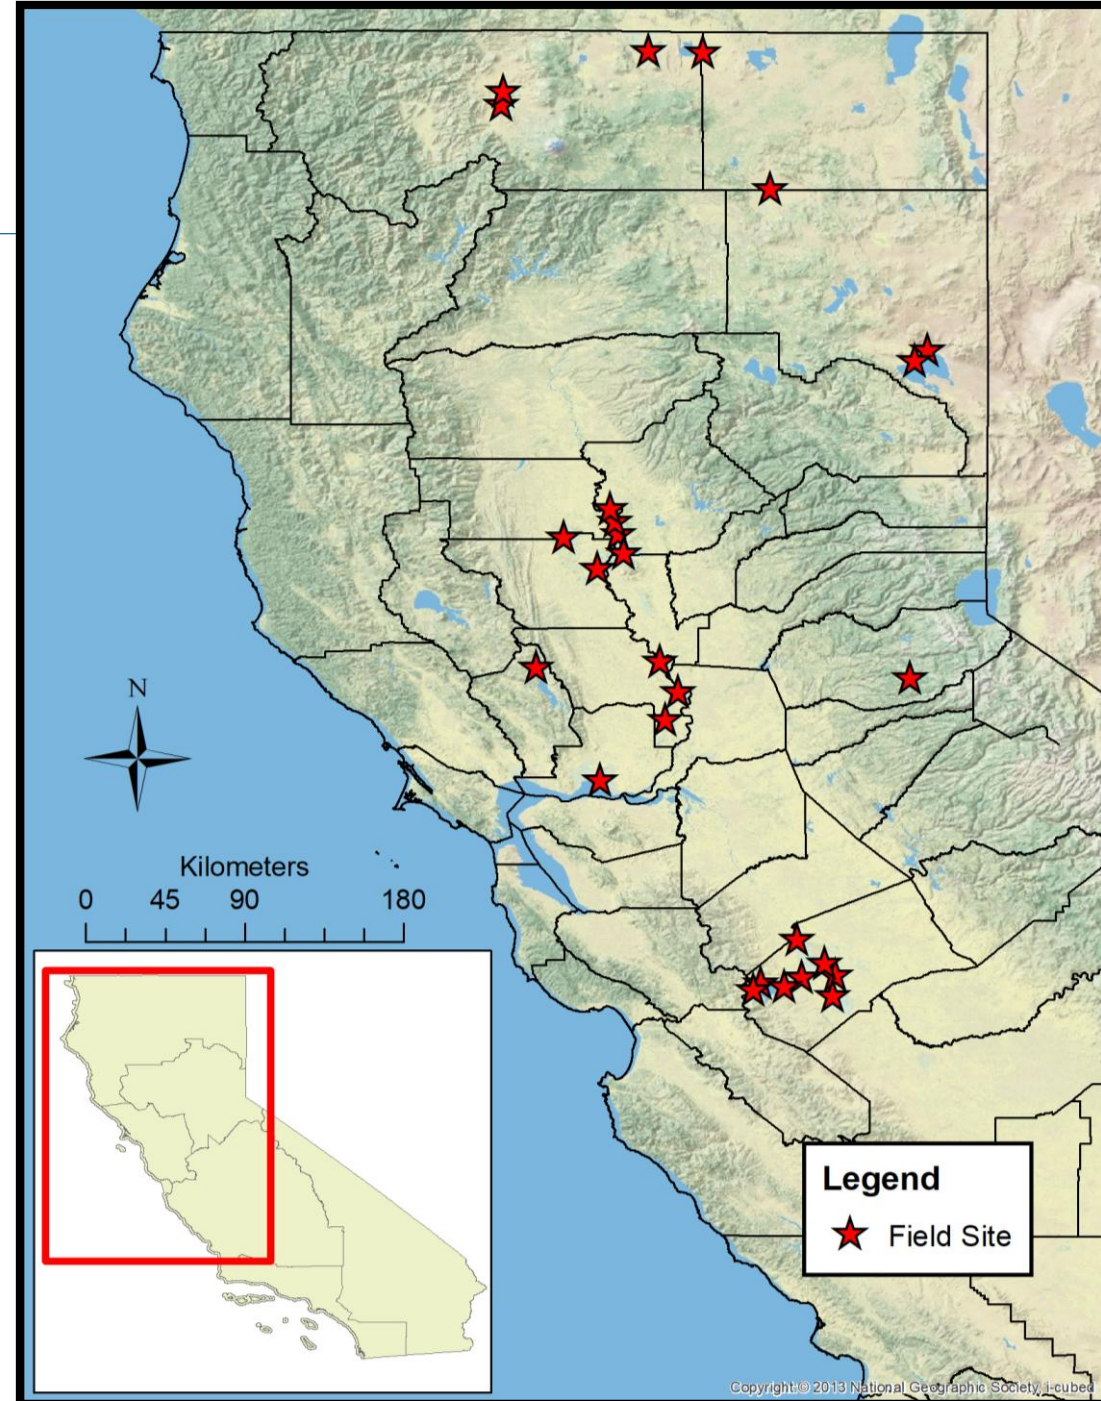 N
Kilometers
0 45 90 180
Legend
Field Site
Copyright:© 2013 National Geographic Society, i-cubed